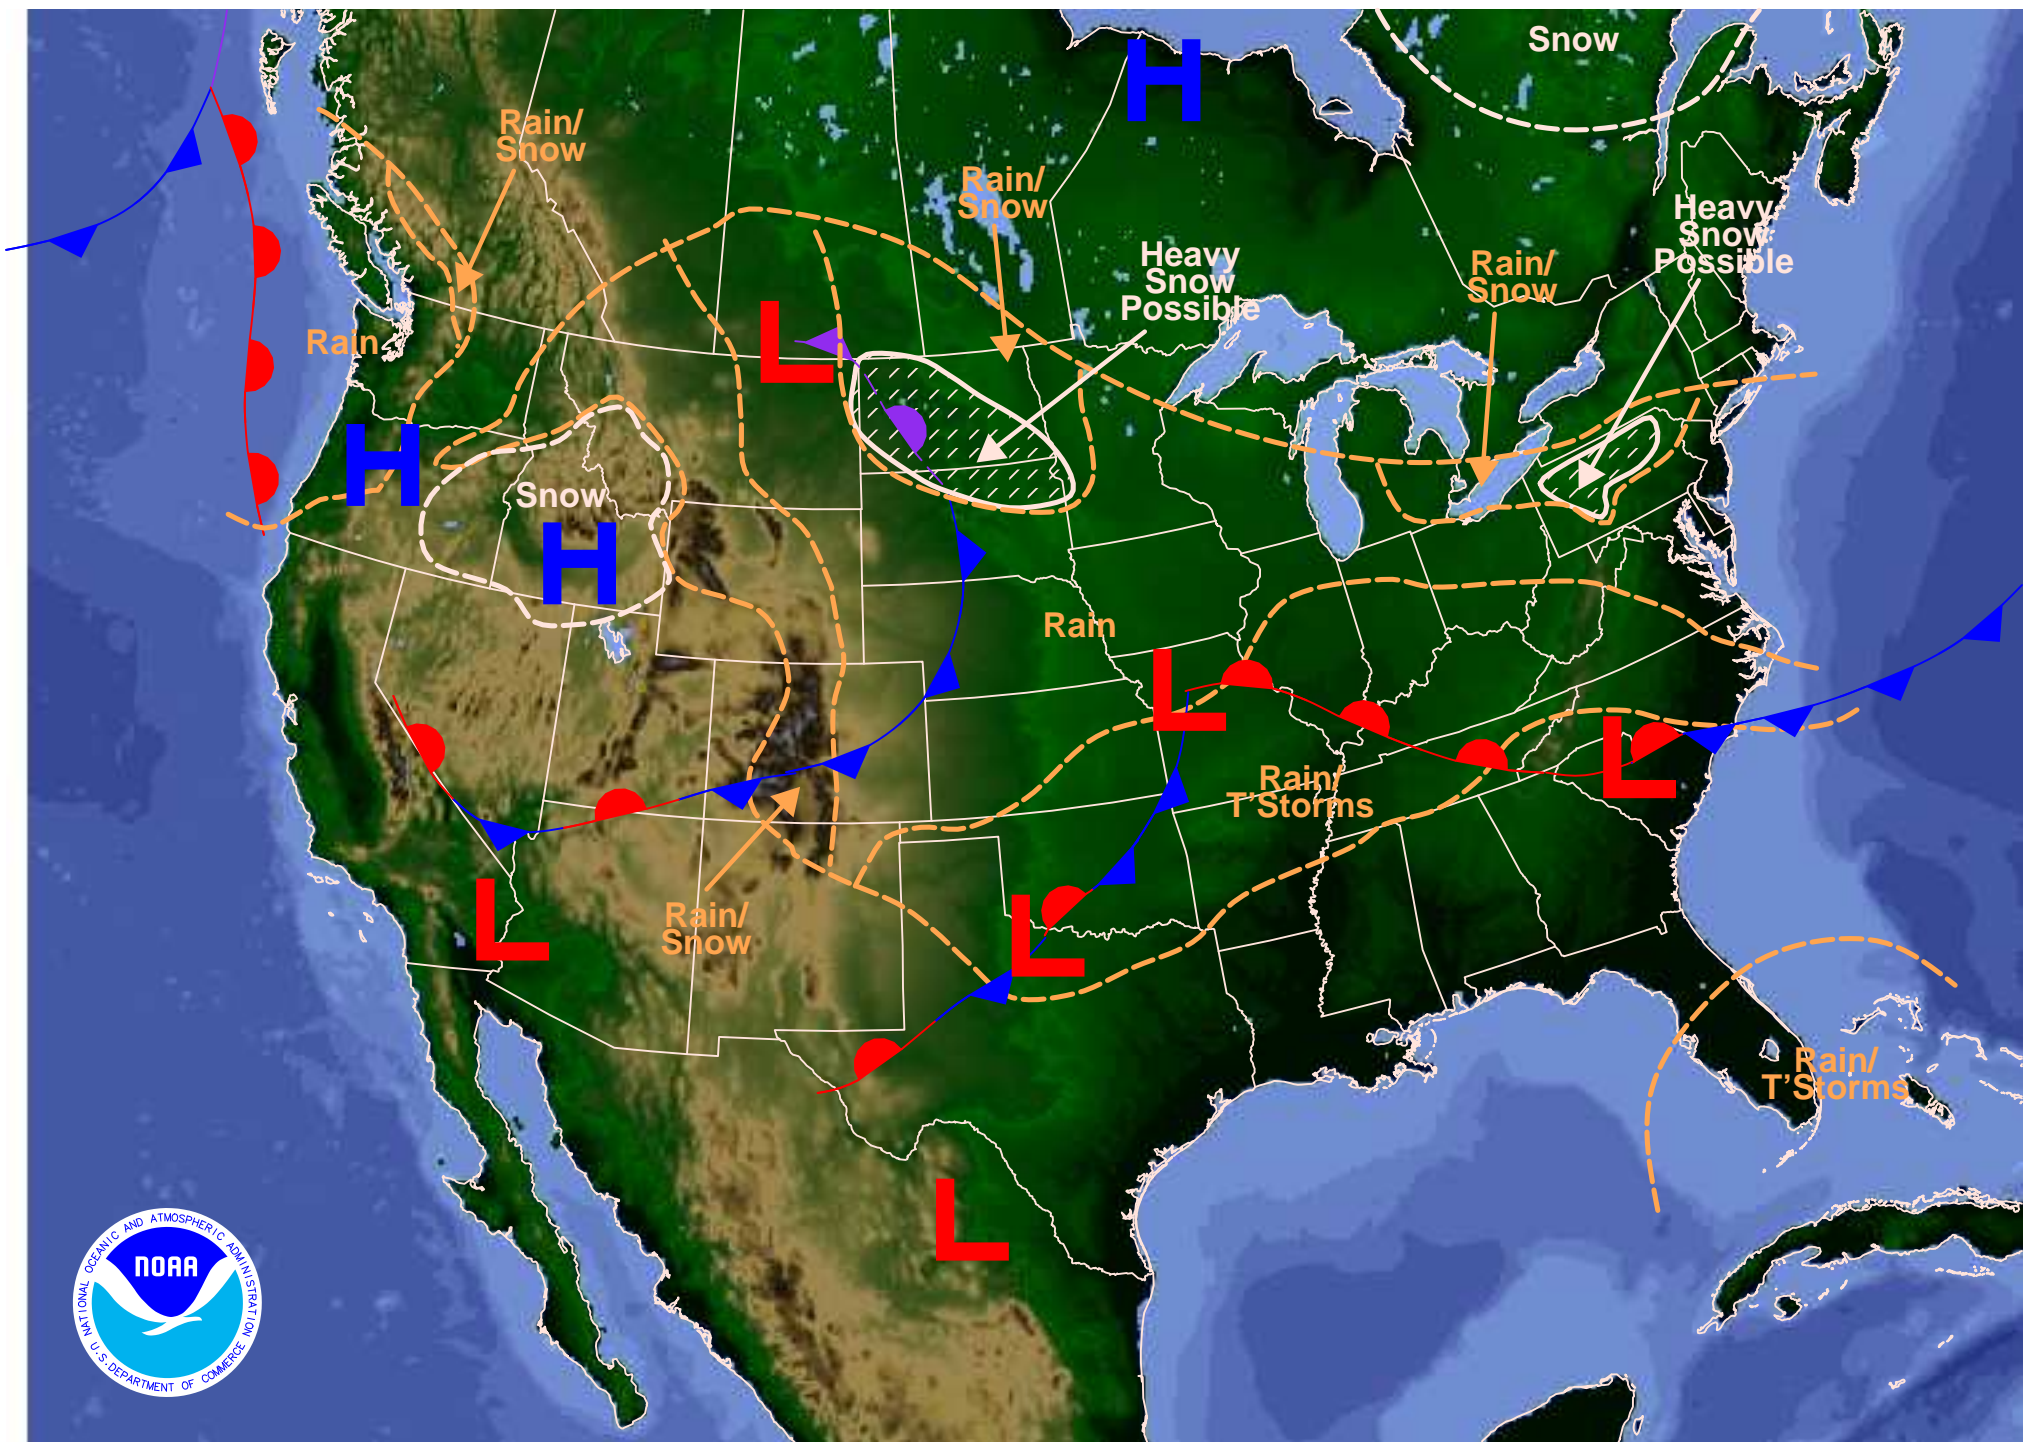 Snow
H
Rain/
Snow
Rain/
Snow
Heavy
Snow
Possible
Heavy
Snow
Possible
Rain/
Snow
Rain
L
H
Snow
H
Rain
L
L
Rain/
T'Storms
L
Rain/
Snow
L
Rain/
T'Storms
L
NATIONAL OCEANIC AND ATMOSPHERIC ADMINISTRATION
NOAA
U.S. DEPARTMENT OF COMMERCE